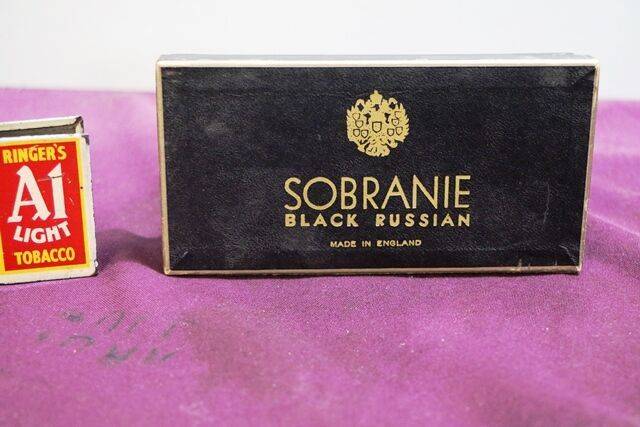 RINGER'S
A1
LIGHT
TOBACCO
SOBRANIE
BLACK RUSSIAN
MADE IN ENGLAND